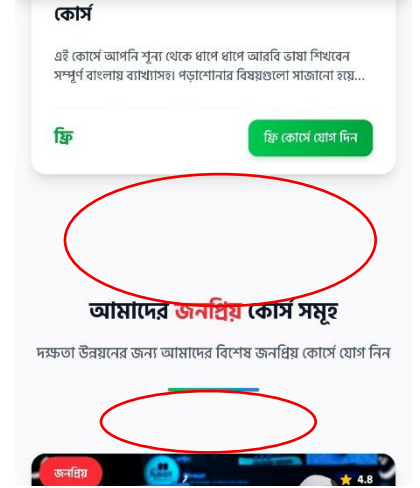 কোর্স
এই কোর্সে আপনি শূন্য থেকে ধাপে ধাপে আরবি ভাষা শিখবেন
সম্পূর্ণ বাংলায় ব্যাখ্যাসহ। পড়াশোনার বিষয়গুলো সাজানো হয়ে...
ফ্রি
ফ্রি কোর্সে যোগ দিন
আমাদের জনপ্রিয় কোর্স সমূহ
দক্ষতা উন্নয়নের জন্য আমাদের বিশেষ জনপ্রিয় কোর্সে যোগ নিন
জনপ্রিয়
4.8